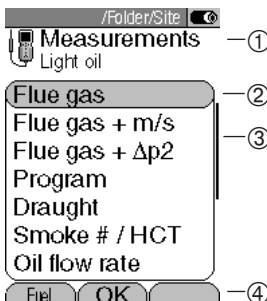 /Folder/Site
Measurements ①
Light oil
Flue gas ②
Flue gas + m/s ③
Flue gas + Δp2
Program
Draught
Smoke # / HCT
Oil flow rate
Fuel OK ④